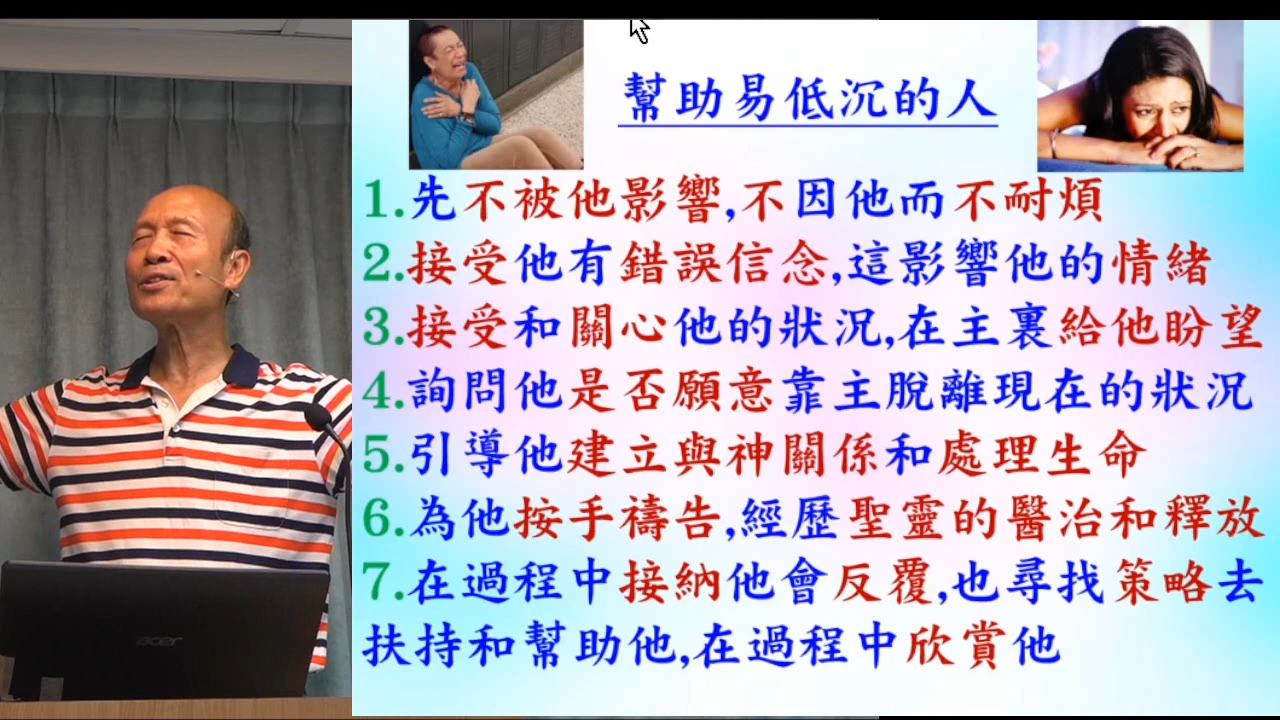 幫助易低沉的人
1.先不被他影響,不因他而不耐煩
2.接受他有錯誤信念,這影響他的情緒
3.接受和關心他的狀況,在主裏給他盼望
4.詢問他是否願意靠主脫離現在的狀況
5.引導他建立與神關係和處理生命
6.為他按手禱告,經歷聖靈的醫治和釋放
7.在過程中接納他會反覆,也尋找策略去
扶持和幫助他,在過程中欣賞他
acer